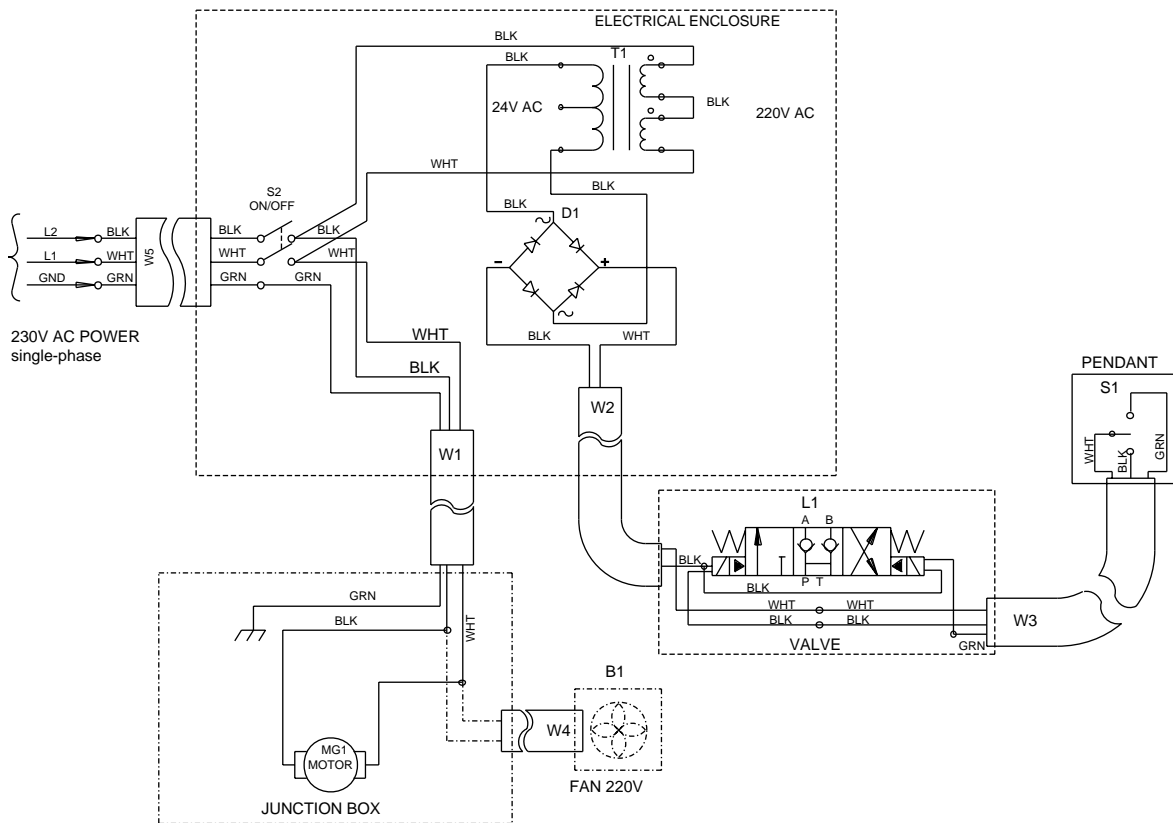 ELECTRICAL ENCLOSURE
BLK
BLK
T1
24V AC
BLK
220V AC
WHT
BLK
S2
ON/OFF
BLK
D1
L2
BLK
BLK
BLK
L1
WHT
W5
WHT
WHT
GND
GRN
GRN
GRN
230V AC POWER
single-phase
BLK
WHT
WHT
BLK
PENDANT
S1
WHT
BLK
GRN
W2
W1
L1
A B
BLK
P T
BLK
WHT
WHT
BLK
BLK
W3
GRN
VALVE
GRN
BLK
WHT
B1
W4
MG1
MOTOR
FAN 220V
JUNCTION BOX